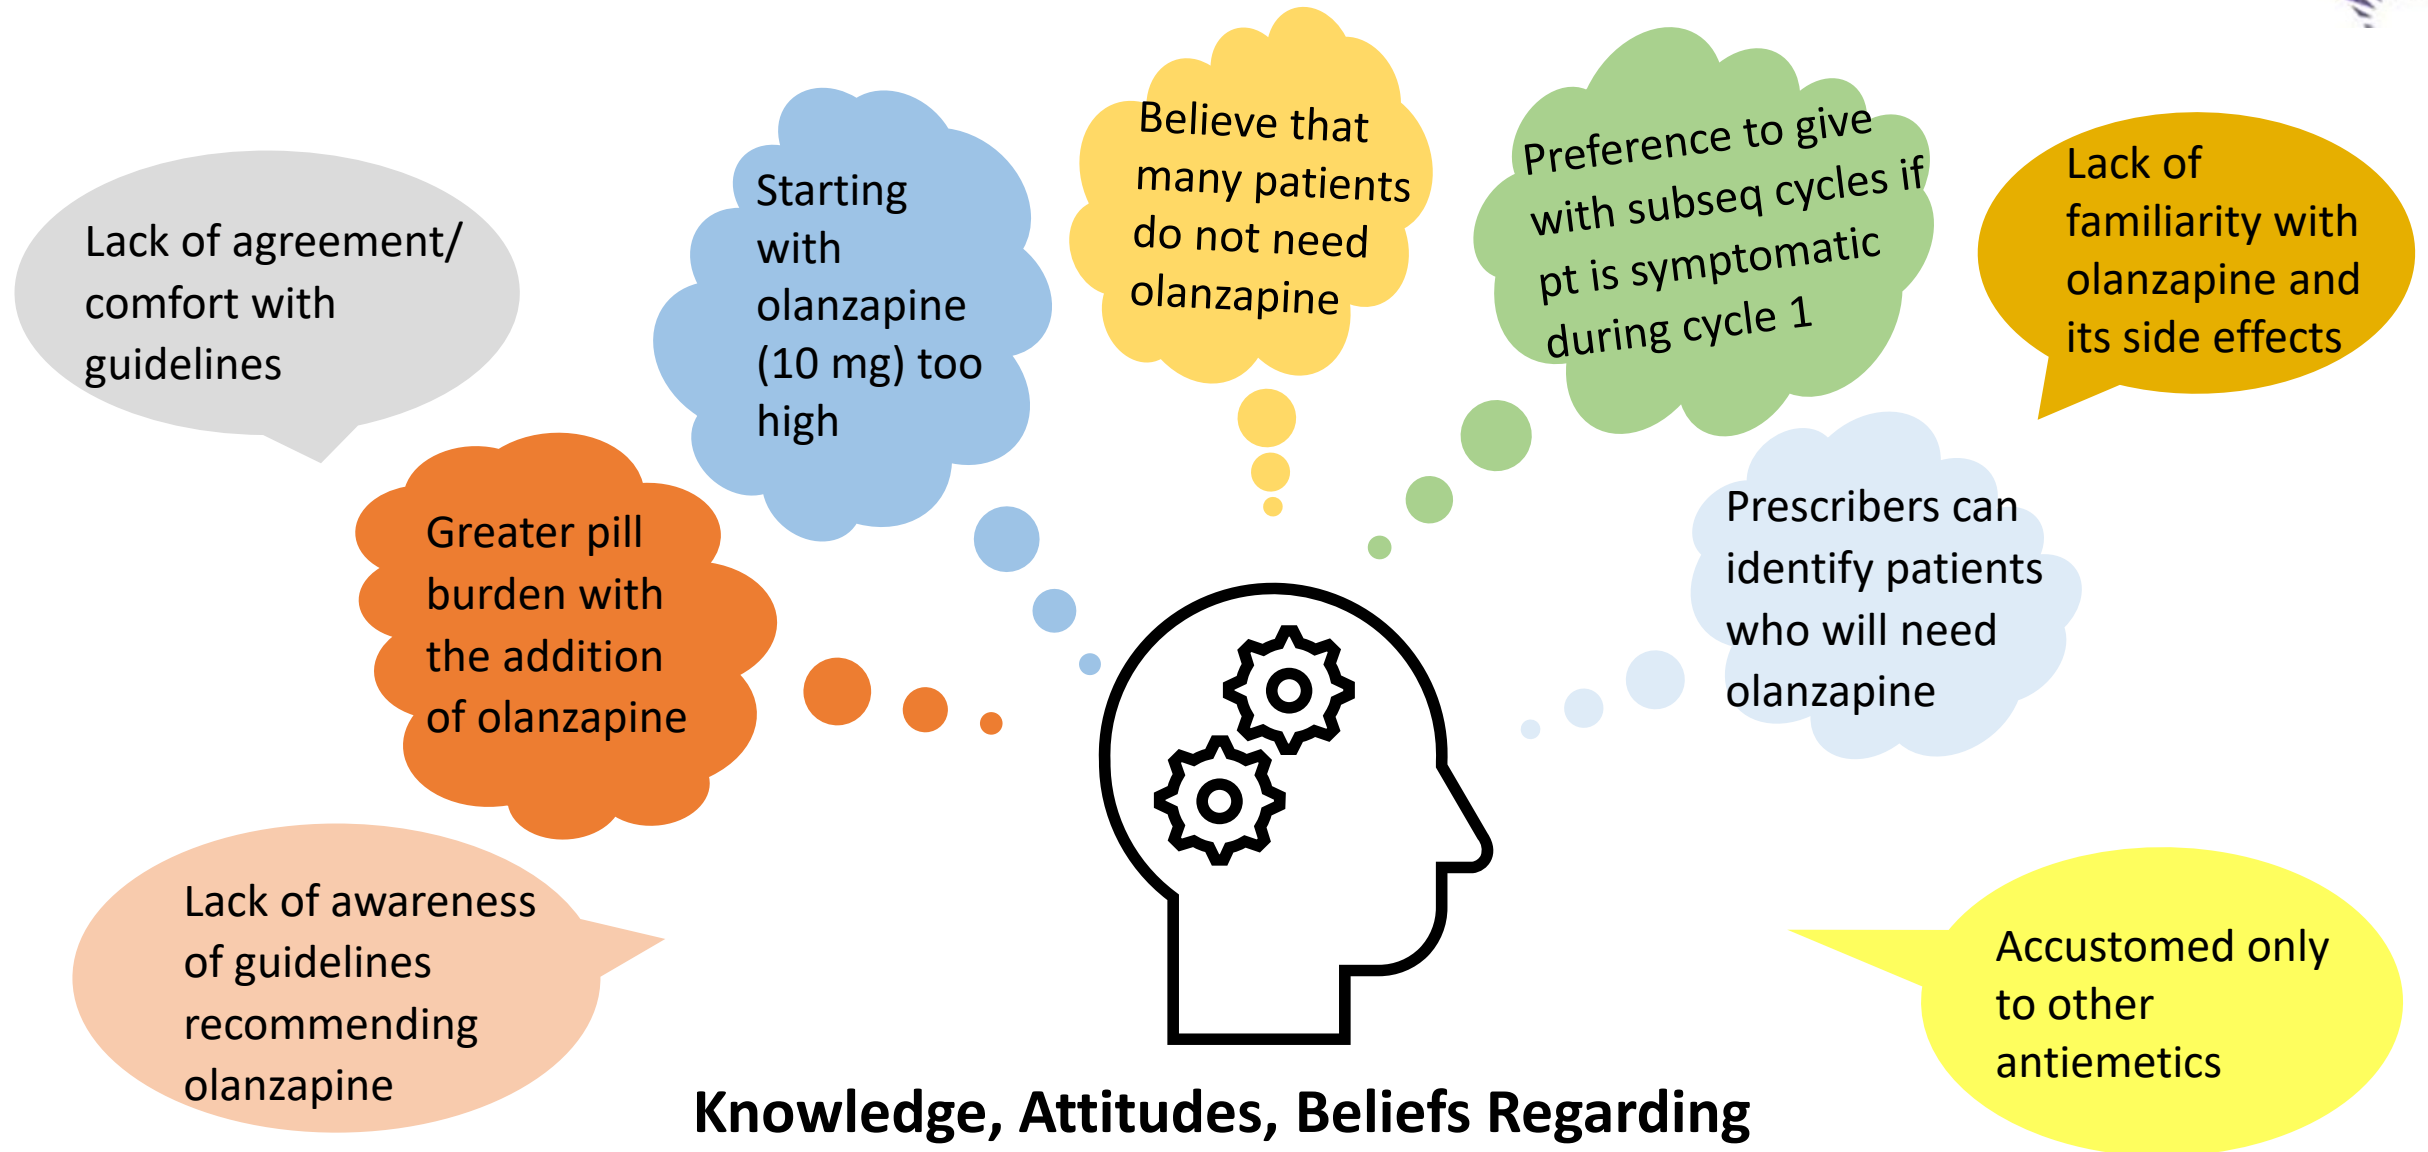 Lack of agreement/
comfort with
guidelines
Starting
with
olanzapine
(10 mg) too
high
Believe that
many patients
do not need
olanzapine
Preference to give
with subseq cycles if
pt is symptomatic
during cycle 1
Lack of
familiarity with
olanzapine and
its side effects
Greater pill
burden with
the addition
of olanzapine
Prescribers can
identify patients
who will need
olanzapine
Lack of awareness
of guidelines
recommending
olanzapine
Accustomed only
to other
antiemetics
Knowledge, Attitudes, Beliefs Regarding